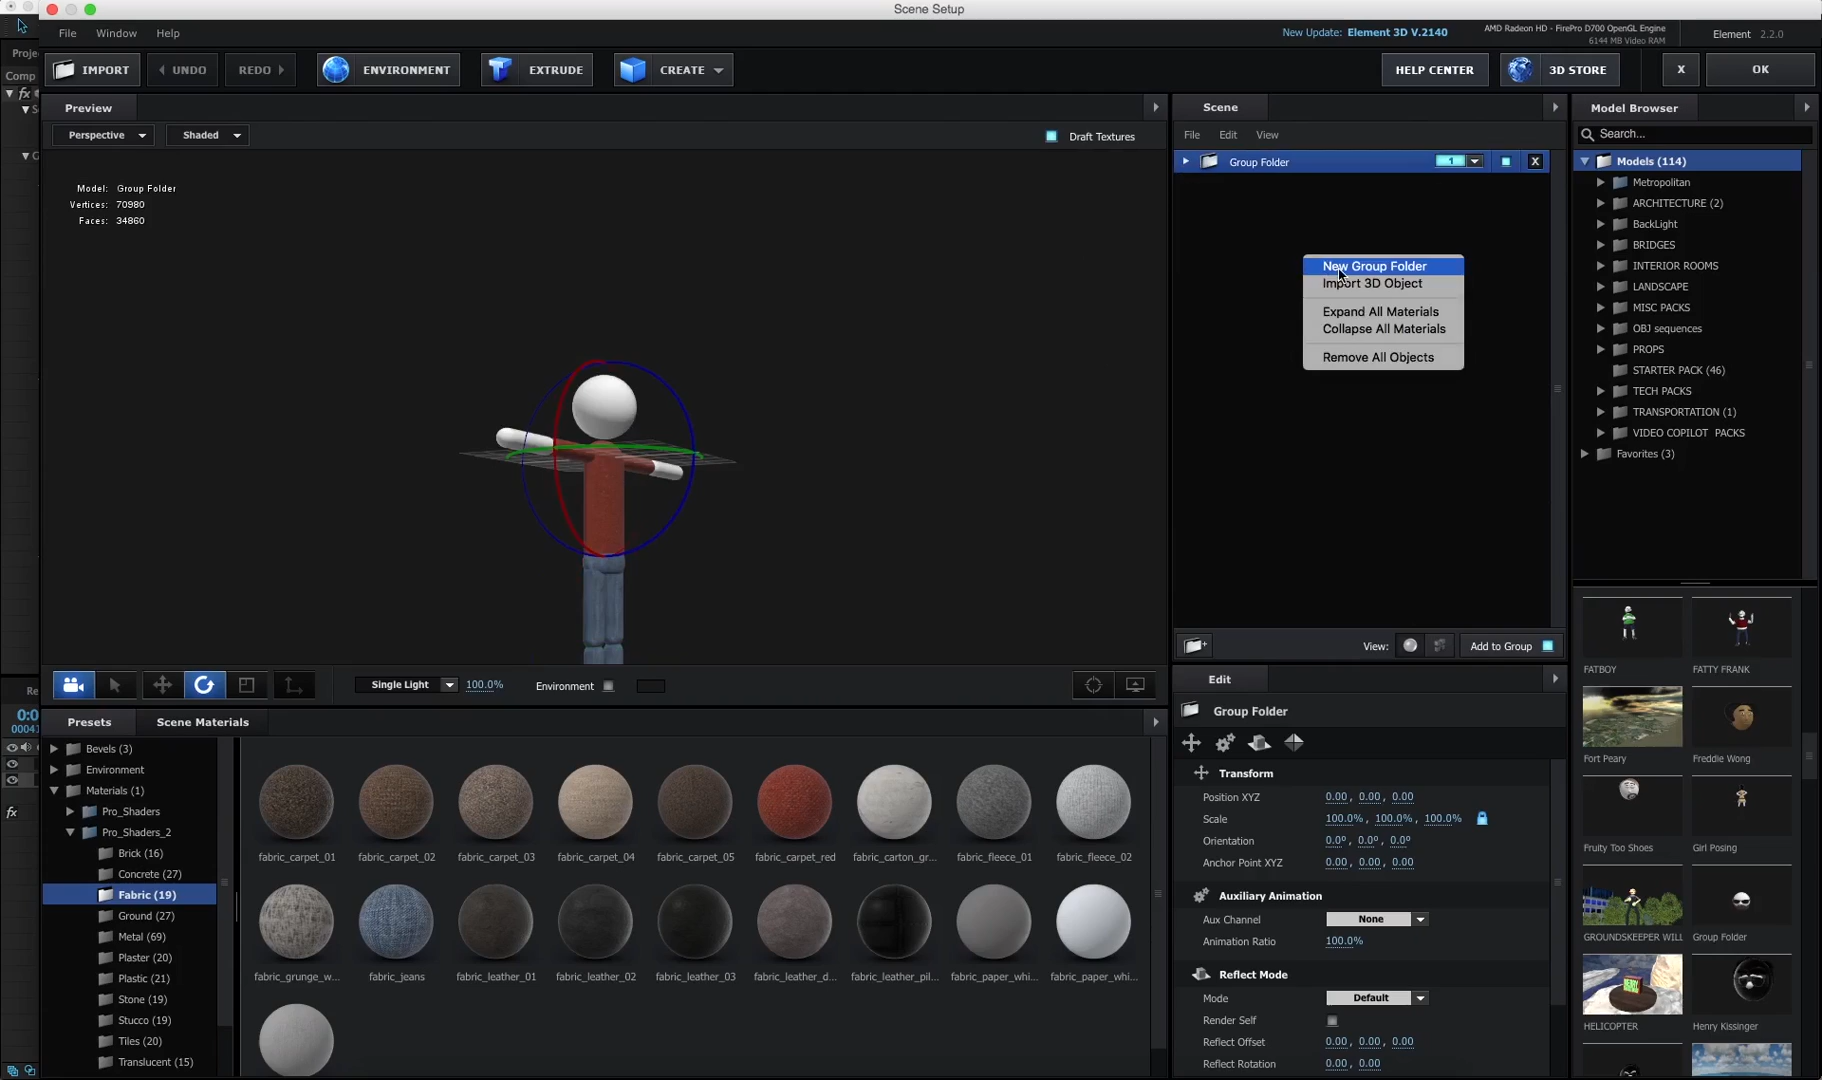 Scene Setup
File Window Help
New Update: Element 3D V.2140
AMD Radeon HD - FirePro D700 OpenGL Engine
6144 MB Video RAM
Element 2.2.0
IMPORT
UNDO
REDO
ENVIRONMENT
EXTRUDE
CREATE
HELP CENTER
3D STORE
X
OK
Proje
Comp
fx
Preview
Perspective
Shaded
Draft Textures
Model: Group Folder
Vertices: 70980
Faces: 34860
Scene
File Edit View
Group Folder
1
X
New Group Folder
Import 3D Object
Expand All Materials
Collapse All Materials
Remove All Objects
View:
Add to Group
Model Browser
Search...
Models (114)
Metropolitan
ARCHITECTURE (2)
BackLight
BRIDGES
INTERIOR ROOMS
LANDSCAPE
MISC PACKS
OBJ sequences
PROPS
STARTER PACK (46)
TECH PACKS
TRANSPORTATION (1)
VIDEO COPILOT PACKS
Favorites (3)
FATBOY
FATTY FRANK
Fort Peary
Freddie Wong
Fruity Too Shoes
Girl Posing
GROUNDSKEEPER WILL
Group Folder
HELICOPTER
Henry Kissinger
Single Light
100.0%
Environment
Re
0:0
00041
fx
Presets
Scene Materials
Bevels (3)
Environment
Materials (1)
Pro_Shaders
Pro_Shaders_2
Brick (16)
Concrete (27)
Fabric (19)
Ground (27)
Metal (69)
Plaster (20)
Plastic (21)
Stone (19)
Stucco (19)
Tiles (20)
Translucent (15)
fabric_carpet_01
fabric_carpet_02
fabric_carpet_03
fabric_carpet_04
fabric_carpet_05
fabric_carpet_red
fabric_carton_gr...
fabric_fleece_01
fabric_fleece_02
fabric_grunge_w...
fabric_jeans
fabric_leather_01
fabric_leather_02
fabric_leather_03
fabric_leather_d...
fabric_leather_pil...
fabric_paper_whi...
fabric_paper_whi...
Edit
Group Folder
Transform
Position XYZ 0.00, 0.00, 0.00
Scale 100.0%, 100.0%, 100.0%
Orientation 0.0º, 0.0º, 0.0º
Anchor Point XYZ 0.00, 0.00, 0.00
Auxiliary Animation
Aux Channel None
Animation Ratio 100.0%
Reflect Mode
Mode Default
Render Self
Reflect Offset 0.00, 0.00, 0.00
Reflect Rotation 0.00, 0.00